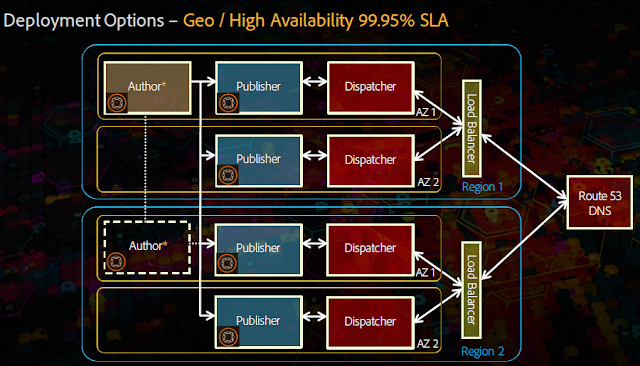 Deployment Options – Geo / High Availability 99.95% SLA
Author*
Publisher
Dispatcher
AZ 1
Publisher
Dispatcher
AZ 2
Load Balancer
Region 1
Route 53
DNS
Author*
Publisher
Dispatcher
AZ 1
Publisher
Dispatcher
AZ 2
Load Balancer
Region 2